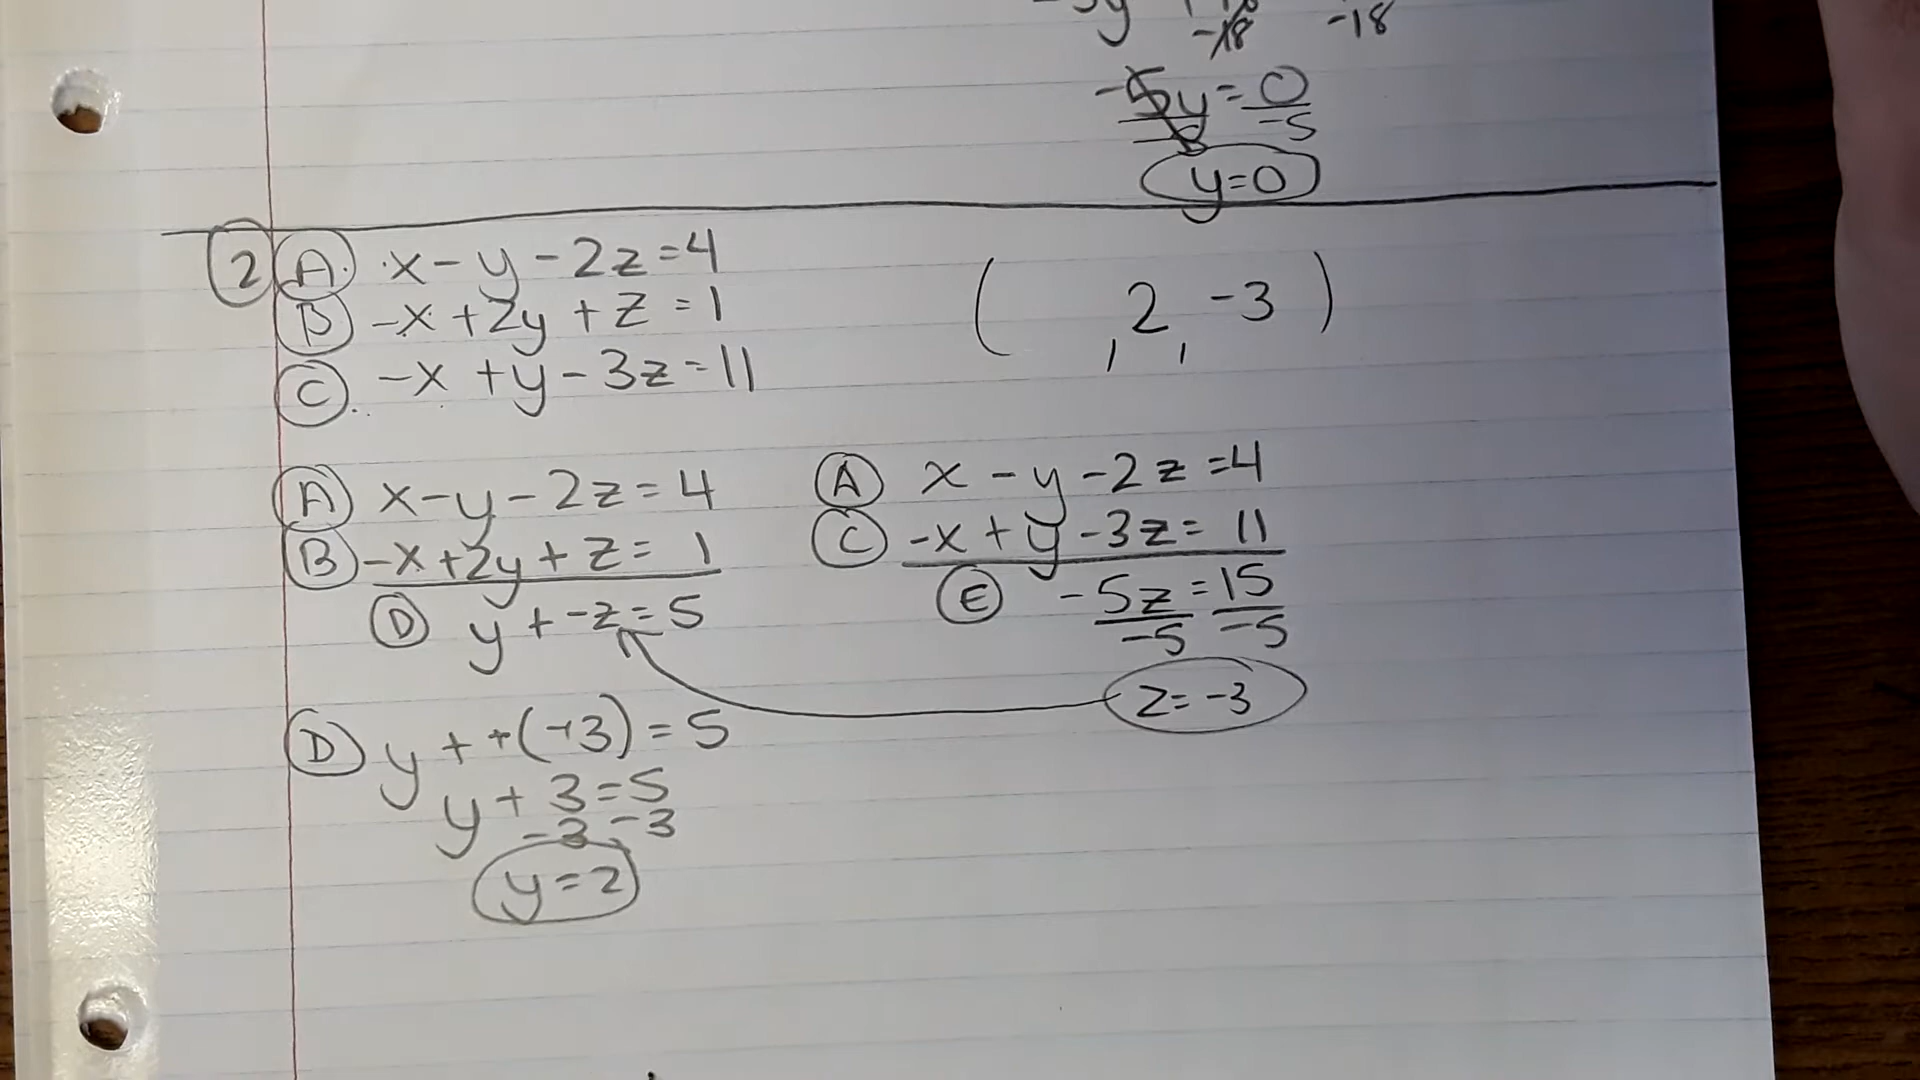 -18 -18
-5y=0
-5
y=0
2 A x-y-2z=4
B -x+2y+z=1
C -x+y-3z=11
( , 2, -3 )
A x-y-2z=4
B -x+2y+z=1
D y+-z=5
A x-y-2z=4
C -x+y-3z=11
E -5z=15
-5 -5
z=-3
D y++(+3)=5
y+3=5
-3 -3
y=2